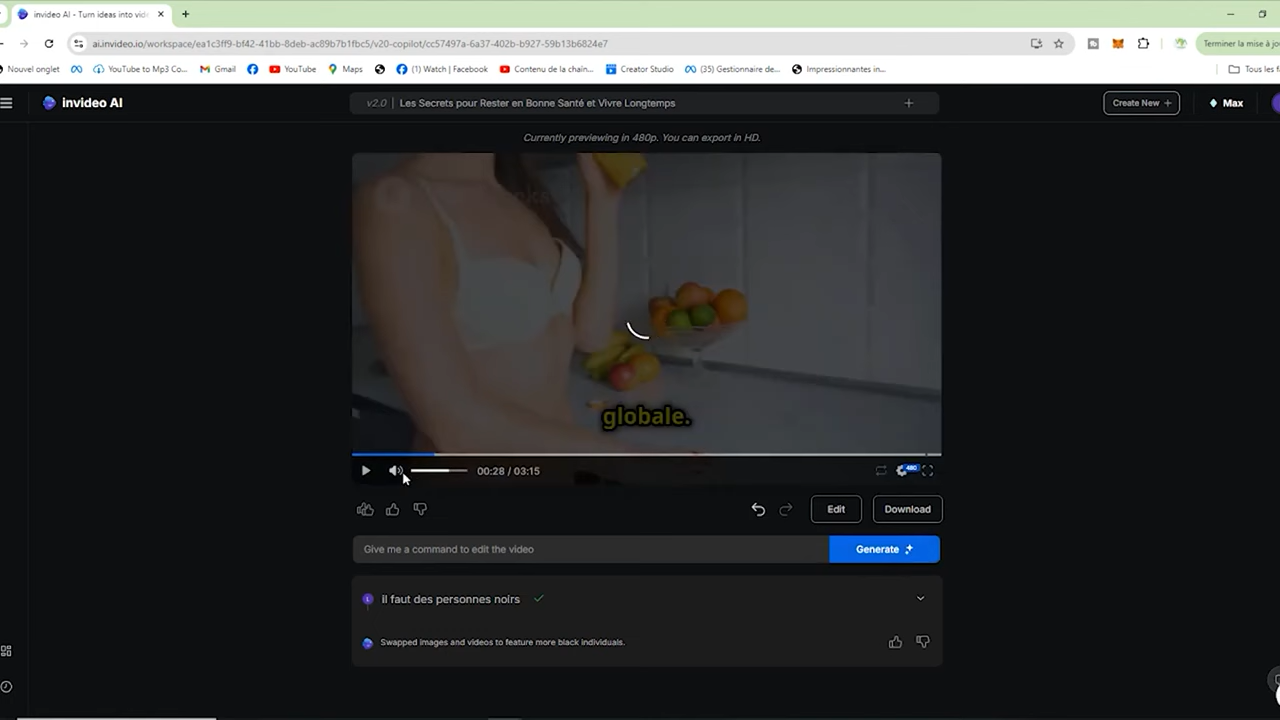 invideo AI - Turn ideas into vid
ai.invideo.io/workspace/ea1c3ff9-bf42-41bb-8deb-ac89b7b1fbc5/v20-copilot/cc57497a-6a37-402b-b927-59b13b6824e7
Terminer la mise à jo
Nouvel onglet
YouTube to Mp3 Co...
Gmail
YouTube
Maps
(1) Watch | Facebook
Contenu de la chaîn...
Creator Studio
(35) Gestionnaire de...
Impressionnantes in...
Tous les f
invideo AI
v2.0 | Les Secrets pour Rester en Bonne Santé et Vivre Longtemps
Create New +
Max
Currently previewing in 480p. You can export in HD.
globale.
00:28 / 03:15
480
Edit
Download
Give me a command to edit the video
Generate
L
il faut des personnes noirs
Swapped images and videos to feature more black individuals.